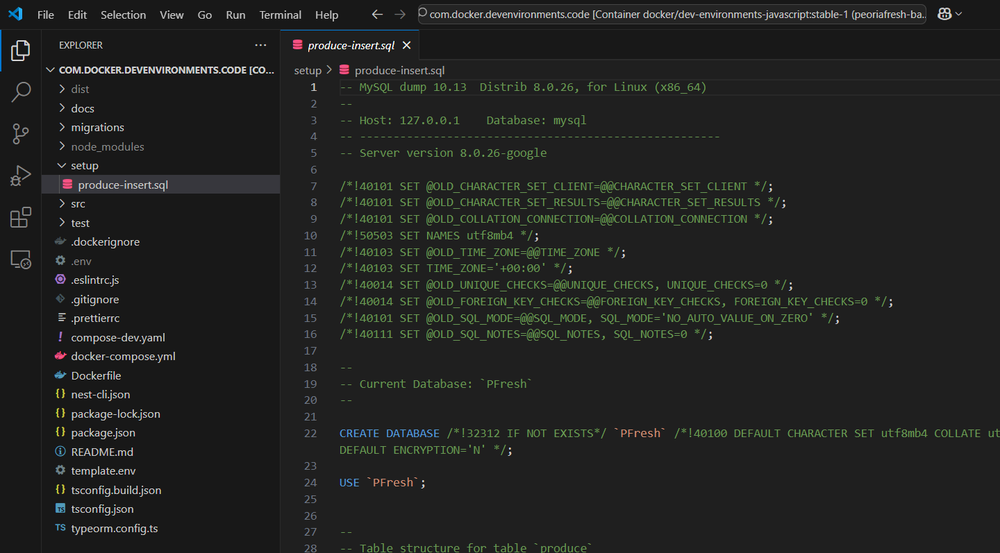 File Edit Selection View Go Run Terminal Help com.docker.devenvironments.code [Container docker/dev-environments-javascript:stable-1 (peoriafresh-ba..
EXPLORER
COM.DOCKER.DEVENVIRONMENTS.CODE [CO...
dist
docs
migrations
node_modules
setup
produce-insert.sql
src
test
.dockerignore
.env
.eslintrc.js
.gitignore
.prettierrc
compose-dev.yaml
docker-compose.yml
Dockerfile
nest-cli.json
package-lock.json
package.json
README.md
template.env
tsconfig.build.json
tsconfig.json
TS typeorm.config.ts
produce-insert.sql
setup > produce-insert.sql
1 -- MySQL dump 10.13  Distrib 8.0.26, for Linux (x86_64)
2 --
3 -- Host: 127.0.0.1    Database: mysql
4 -- ------------------------------------------------------
5 -- Server version 8.0.26-google
6
7 /*!40101 SET @OLD_CHARACTER_SET_CLIENT=@@CHARACTER_SET_CLIENT */;
8 /*!40101 SET @OLD_CHARACTER_SET_RESULTS=@@CHARACTER_SET_RESULTS */;
9 /*!40101 SET @OLD_COLLATION_CONNECTION=@@COLLATION_CONNECTION */;
10 /*!50503 SET NAMES utf8mb4 */;
11 /*!40103 SET @OLD_TIME_ZONE=@@TIME_ZONE */;
12 /*!40103 SET TIME_ZONE='+00:00' */;
13 /*!40014 SET @OLD_UNIQUE_CHECKS=@@UNIQUE_CHECKS, UNIQUE_CHECKS=0 */;
14 /*!40014 SET @OLD_FOREIGN_KEY_CHECKS=@@FOREIGN_KEY_CHECKS, FOREIGN_KEY_CHECKS=0 */;
15 /*!40101 SET @OLD_SQL_MODE=@@SQL_MODE, SQL_MODE='NO_AUTO_VALUE_ON_ZERO' */;
16 /*!40111 SET @OLD_SQL_NOTES=@@SQL_NOTES, SQL_NOTES=0 */;
17
18 --
19 -- Current Database: `PFresh`
20 --
21
22 CREATE DATABASE /*!32312 IF NOT EXISTS*/ `PFresh` /*!40100 DEFAULT CHARACTER SET utf8mb4 COLLATE ut
DEFAULT ENCRYPTION='N' */;
23
24 USE `PFresh`;
25
26
27 --
28 -- Table structure for table `produce`